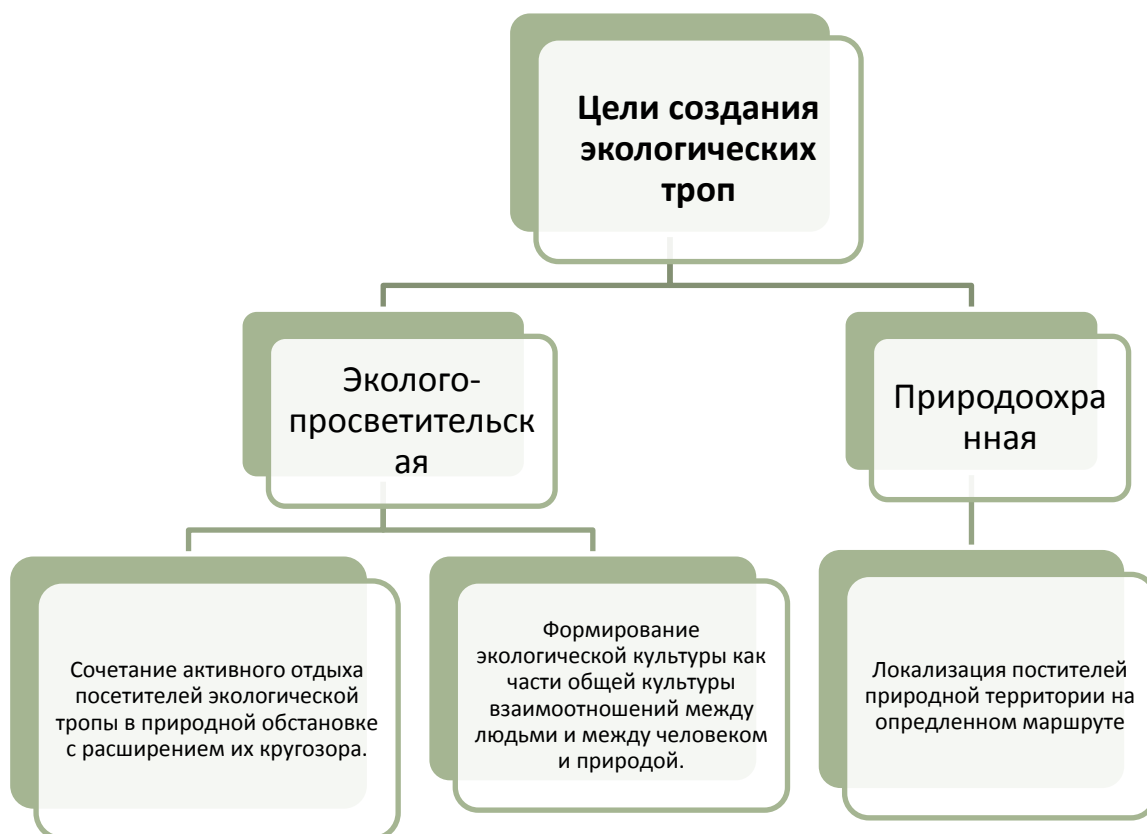 Цели создания
экологических
троп
Эколого-
просветительск
ая
Природоохра
нная
Сочетание активного отдыха
посетителей экологической
тропы в природной обстановке
с расширением их кругозора.
Формирование
экологической культуры как
части общей культуры
взаимоотношений между
людьми и между человеком
и природой.
Локализация постителей
природной территории на
опредленном маршруте